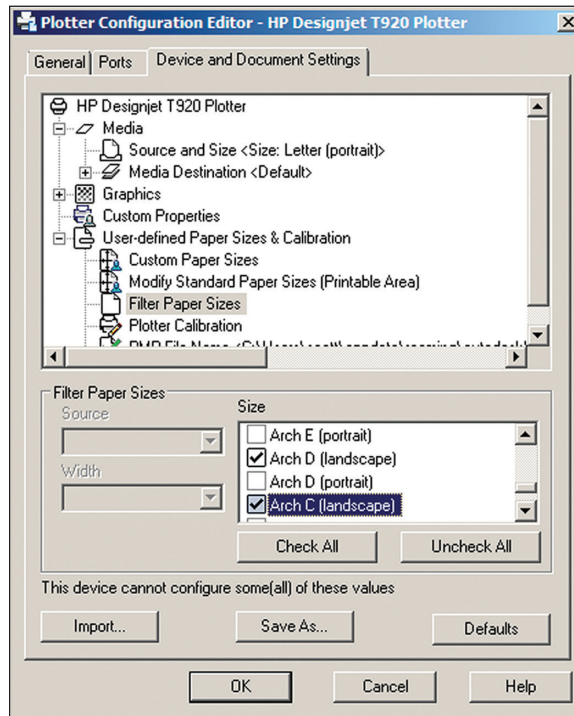 Plotter Configuration Editor - HP Designjet T920 Plotter
General Ports Device and Document Settings
HP Designjet T920 Plotter
Media
Source and Size <Size: Letter (portrait)>
Media Destination <Default>
Graphics
Custom Properties
User-defined Paper Sizes & Calibration
Custom Paper Sizes
Modify Standard Paper Sizes (Printable Area)
Filter Paper Sizes
Plotter Calibration
Filter Paper Sizes
Source
Size
Arch E (portrait)
Arch D (landscape)
Width
Arch D (portrait)
Arch C (landscape)
Check All Uncheck All
This device cannot configure some(all) of these values
Import... Save As... Defaults
OK Cancel Help